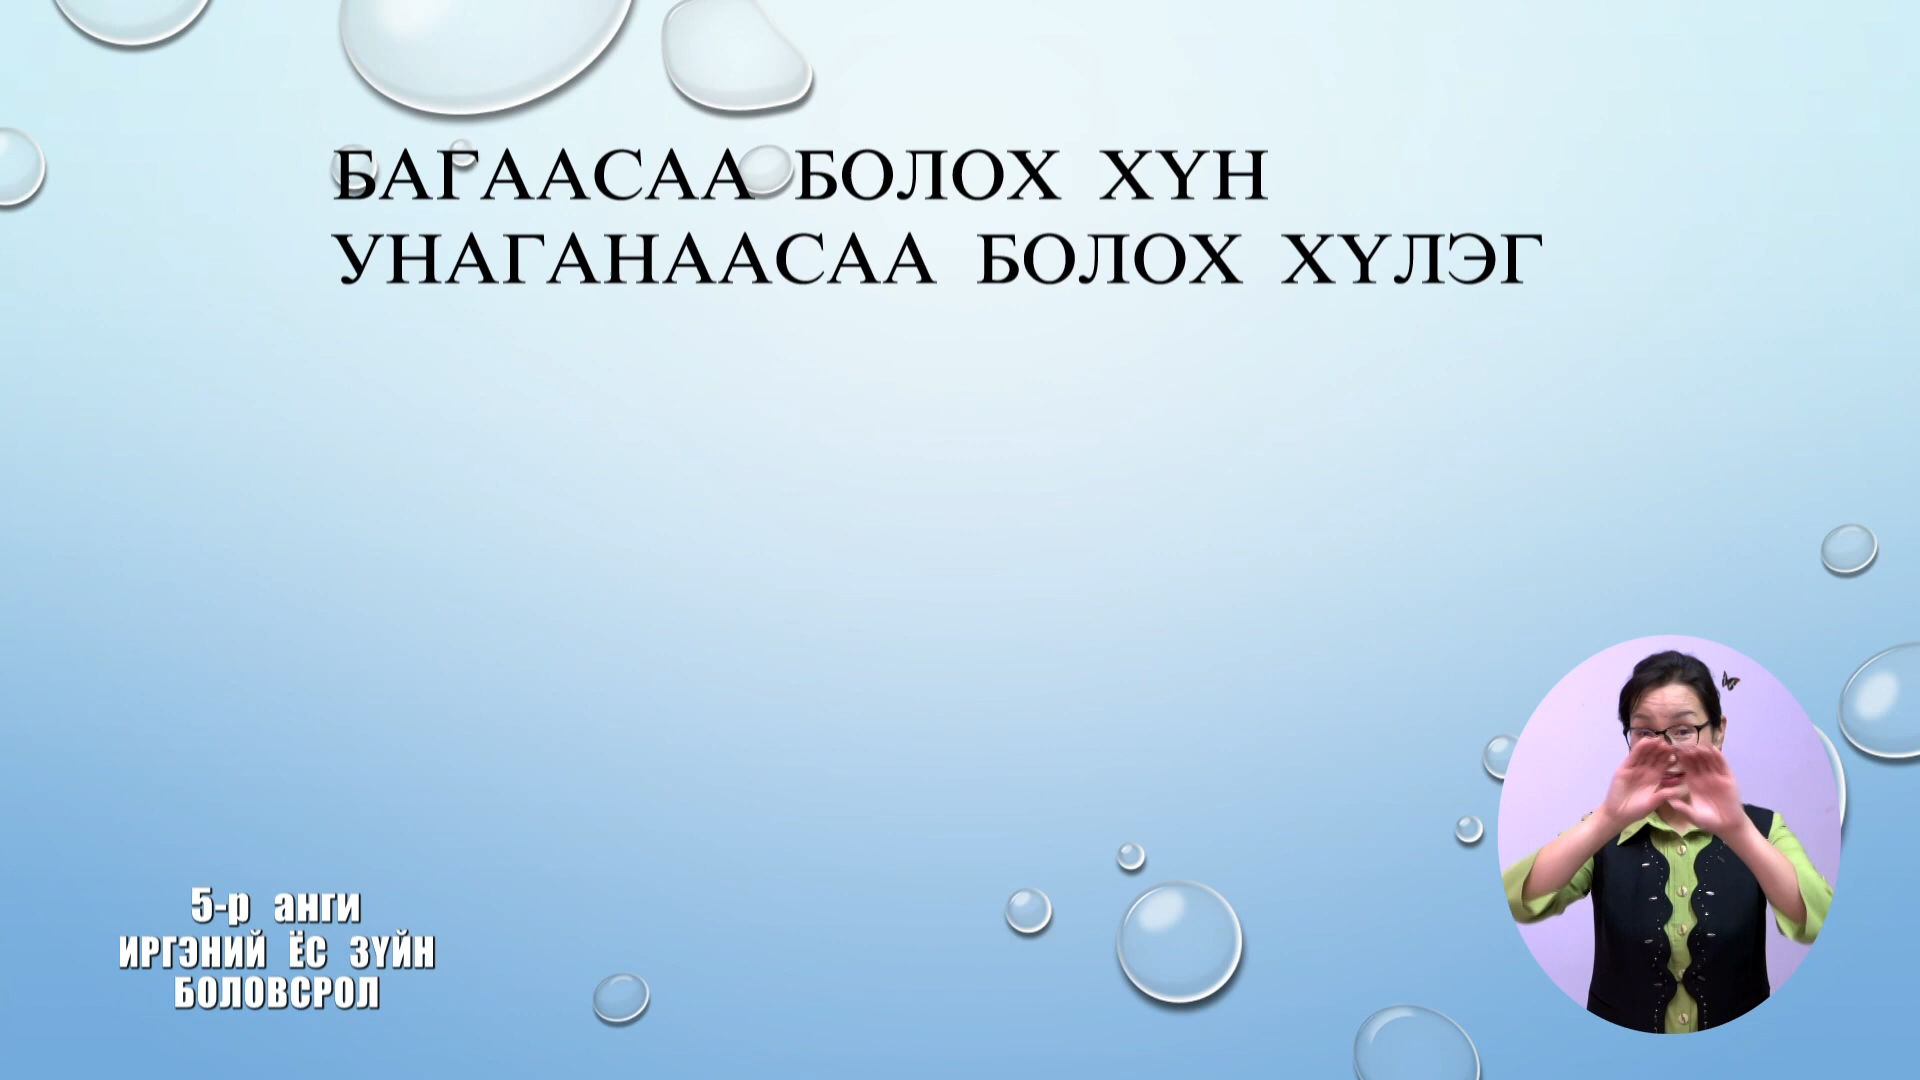 БАГААСАА БОЛОХ ХҮН
УНАГАНААСАА БОЛОХ ХҮЛЭГ
5-р анги
ИРГЭНИЙ ЁС ЗҮЙН
БОЛОВСРОЛ